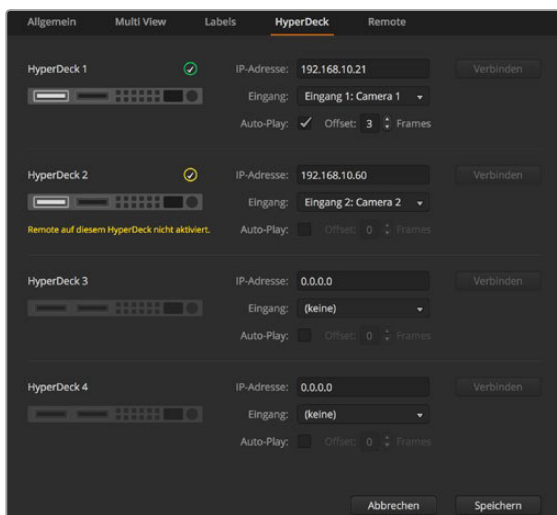 Allgemein Multi View Labels HyperDeck Remote
HyperDeck 1 IP-Adresse: 192.168.10.21 Verbinden
Eingang: Eingang 1: Camera 1
Auto-Play: Offset: 3 Frames
HyperDeck 2 IP-Adresse: 192.168.10.60 Verbinden
Eingang: Eingang 2: Camera 2
Remote auf diesem HyperDeck nicht aktiviert. Auto-Play: Offset: 0 Frames
HyperDeck 3 IP-Adresse: 0.0.0.0 Verbinden
Eingang: (keine)
Auto-Play: Offset: 0 Frames
HyperDeck 4 IP-Adresse: 0.0.0.0 Verbinden
Eingang: (keine)
Auto-Play: Offset: 0 Frames
Abbrechen Speichern